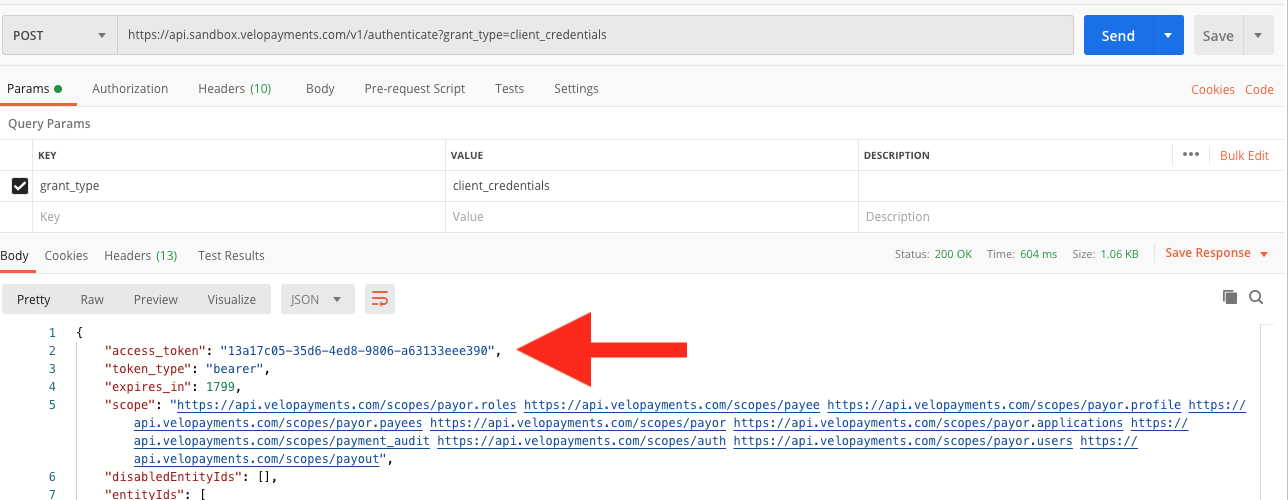 POST https://api.sandbox.velopayments.com/v1/authenticate?grant_type=client_credentials Send Save
Params Authorization Headers (10) Body Pre-request Script Tests Settings Cookies Code
Query Params
KEY VALUE DESCRIPTION ••• Bulk Edit
grant_type client_credentials
Key Value Description
Body Cookies Headers (13) Test Results Status: 200 OK Time: 604 ms Size: 1.06 KB Save Response
Pretty Raw Preview Visualize JSON
1 {
2 "access_token": "13a17c05-35d6-4ed8-9806-a63133eee390",
3 "token_type": "bearer",
4 "expires_in": 1799,
5 "scope": "https://api.velopayments.com/scopes/payor.roles https://api.velopayments.com/scopes/payee https://api.velopayments.com/scopes/payor.profile https://
api.velopayments.com/scopes/payor.payees https://api.velopayments.com/scopes/payor https://api.velopayments.com/scopes/payor.applications https://
api.velopayments.com/scopes/payment_audit https://api.velopayments.com/scopes/auth https://api.velopayments.com/scopes/payor.users https://
api.velopayments.com/scopes/payout",
6 "disabledEntityIds": [],
7 "entityIds": [